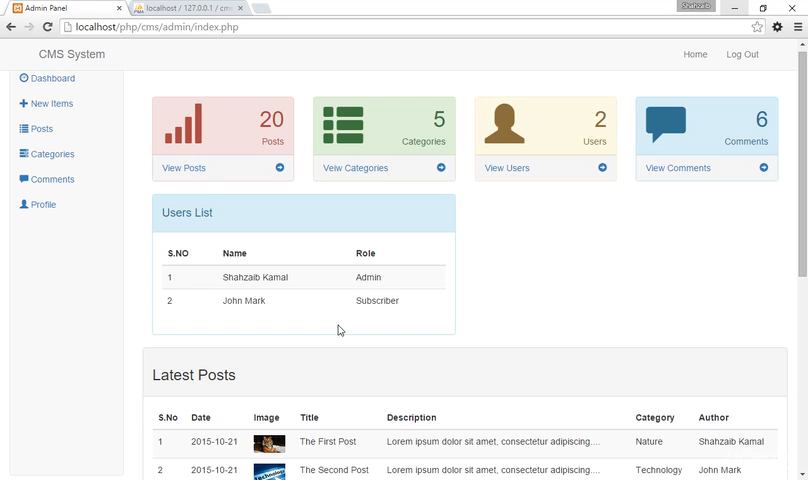 Admin Panel
localhost / 127.0.0.1 / cms
Shahzaib
localhost/php/cms/admin/index.php
CMS System
Home
Log Out
Dashboard
New Items
Posts
Categories
Comments
Profile
20
Posts
View Posts
5
Categories
Veiw Categories
2
Users
View Users
6
Comments
View Comments
Users List
S.NO Name Role
1 Shahzaib Kamal Admin
2 John Mark Subscriber
Latest Posts
S.No Date Image Title Description Category Author
1 2015-10-21 The First Post Lorem ipsum dolor sit amet, consectetur adipiscing.... Nature Shahzaib Kamal
2 2015-10-21 The Second Post Lorem ipsum dolor sit amet, consectetur adipiscing.... Technology John Mark